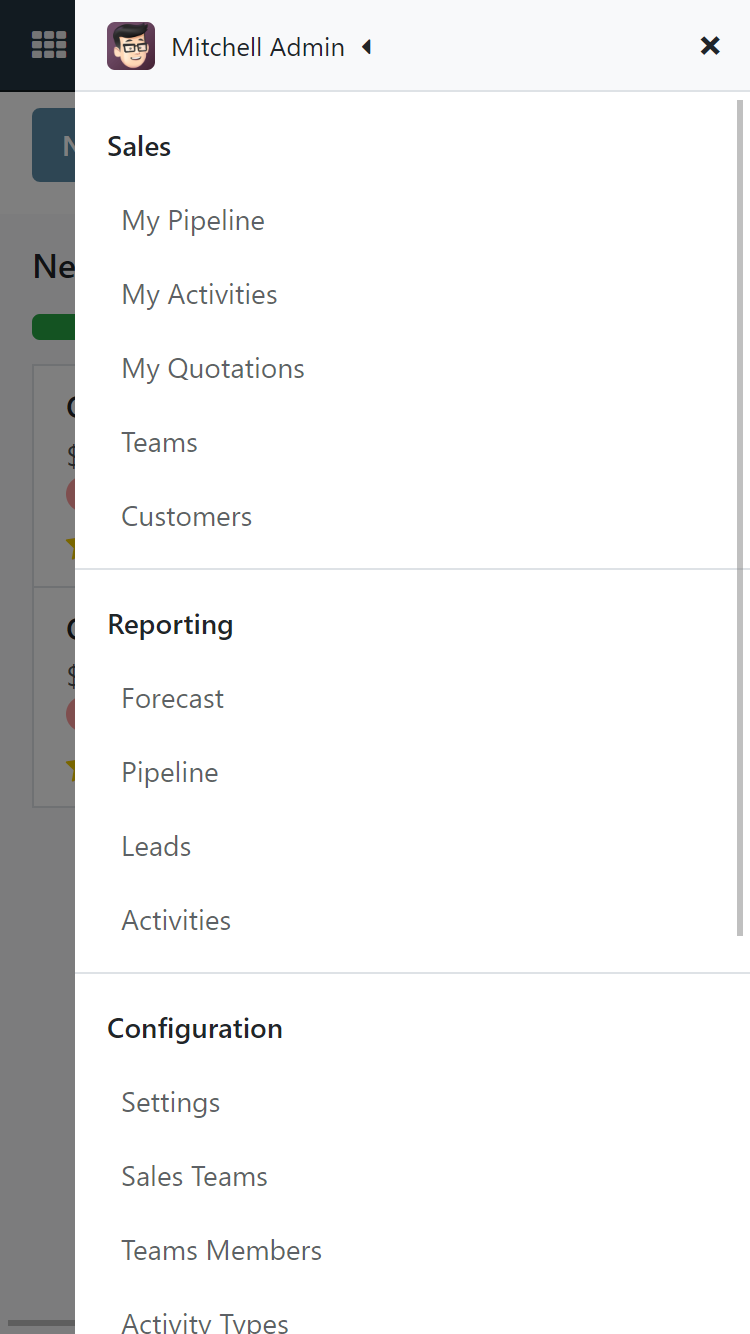 Mitchell Admin
Sales
My Pipeline
My Activities
My Quotations
Teams
Customers
Reporting
Forecast
Pipeline
Leads
Activities
Configuration
Settings
Sales Teams
Teams Members
Activity Types